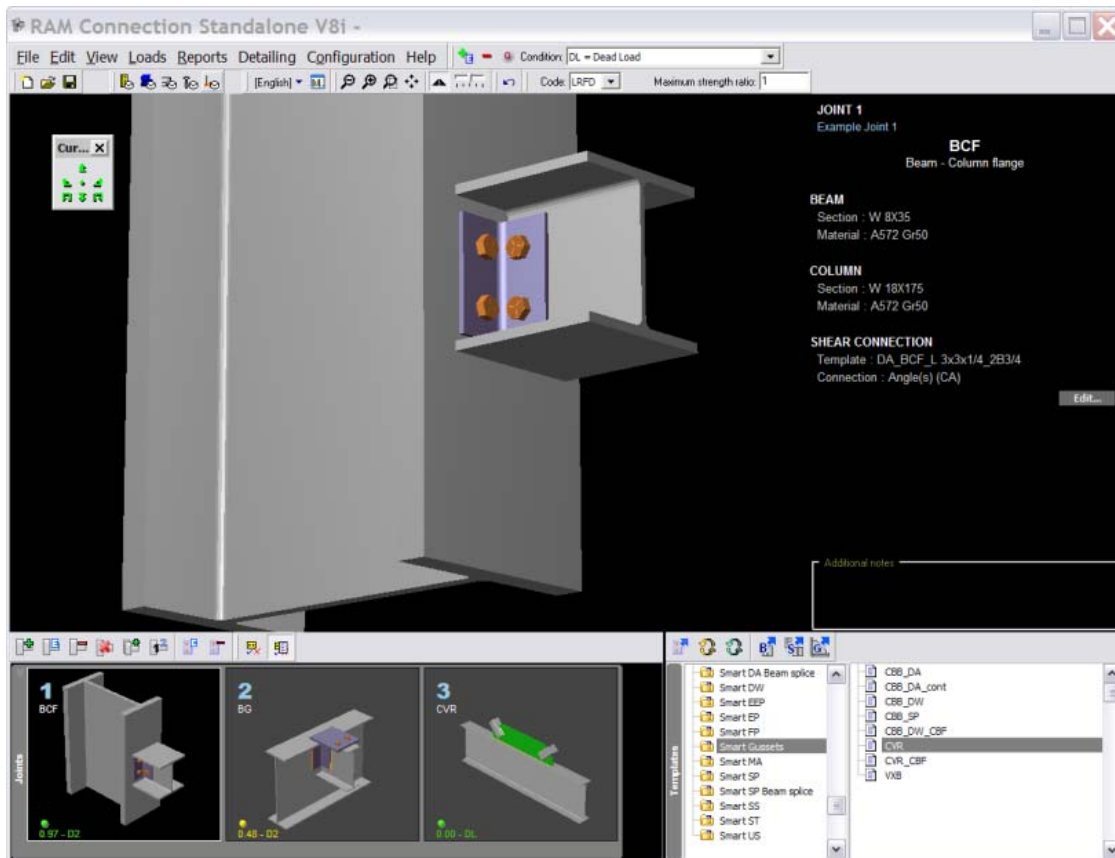 RAM Connection Standalone V8i -
File Edit View Loads Reports Detailing Configuration Help Condition: DL = Dead Load
[English] Code: LRFD Maximum strength ratio: 1
Cur...
JOINT 1
Example Joint 1
BCF
Beam - Column flange
BEAM
Section : W 8X35
Material : A572 Gr50
COLUMN
Section : W 18X175
Material : A572 Gr50
SHEAR CONNECTION
Template : DA_BCF_L 3x3x1/4_2B3/4
Connection : Angle(s) (CA)
Edit...
Additional notes
Joints
1
BCF
0.97 - D2
2
BG
0.48 - D2
3
CVR
0.00 - DL
Templates
Smart DA Beam splice
Smart DW
Smart EEP
Smart EP
Smart FP
Smart Gussets
Smart MA
Smart SP
Smart SP Beam splice
Smart SS
Smart ST
Smart US
CBB_DA
CBB_DA_cont
CBB_DW
CBB_SP
CBB_DW_CBF
CVR
CVR_CBF
VXB